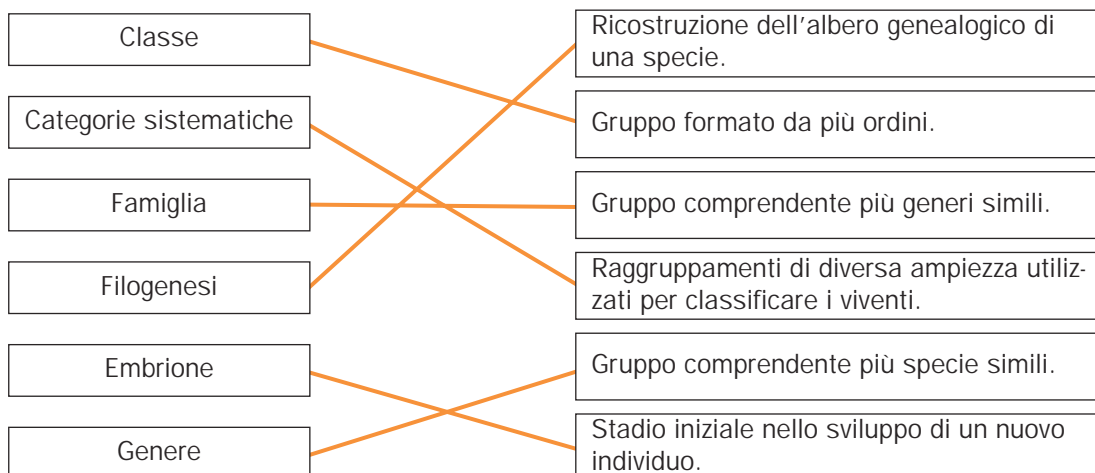 Classe
Ricostruzione dell'albero genealogico di
una specie.
Categorie sistematiche
Gruppo formato da più ordini.
Famiglia
Gruppo comprendente più generi simili.
Filogenesi
Raggruppamenti di diversa ampiezza utiliz-
zati per classificare i viventi.
Embrione
Gruppo comprendente più specie simili.
Genere
Stadio iniziale nello sviluppo di un nuovo
individuo.